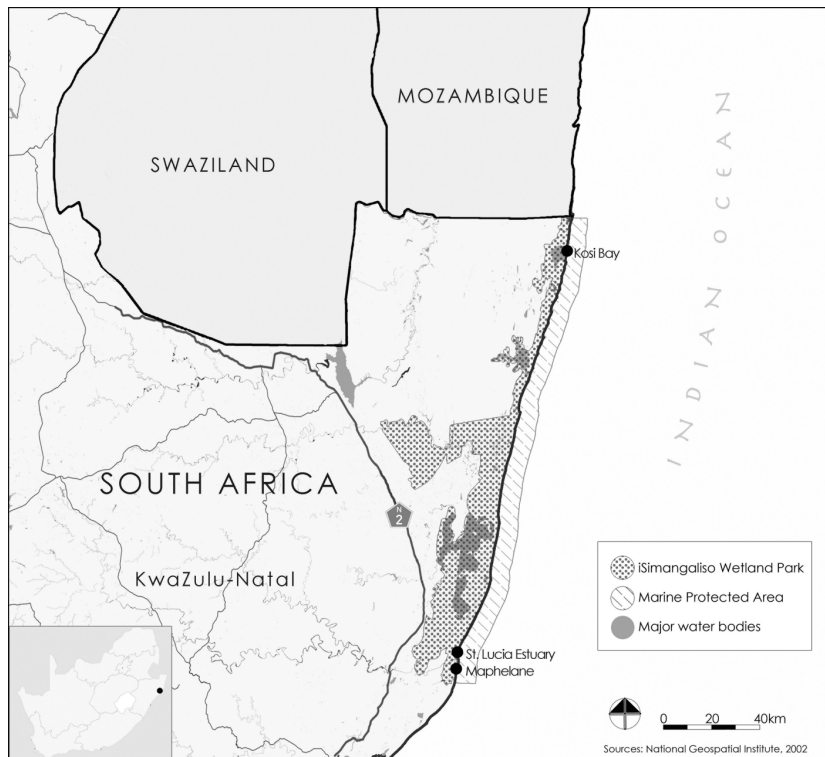 MOZAMBIQUE
SWAZILAND
INDIAN OCEAN
Kosi Bay
SOUTH AFRICA
N
2
KwaZulu-Natal
iSimangaliso Wetland Park
Marine Protected Area
Major water bodies
St. Lucia Estuary
Maphelane
0 20 40km
Sources: National Geospatial Institute, 2002